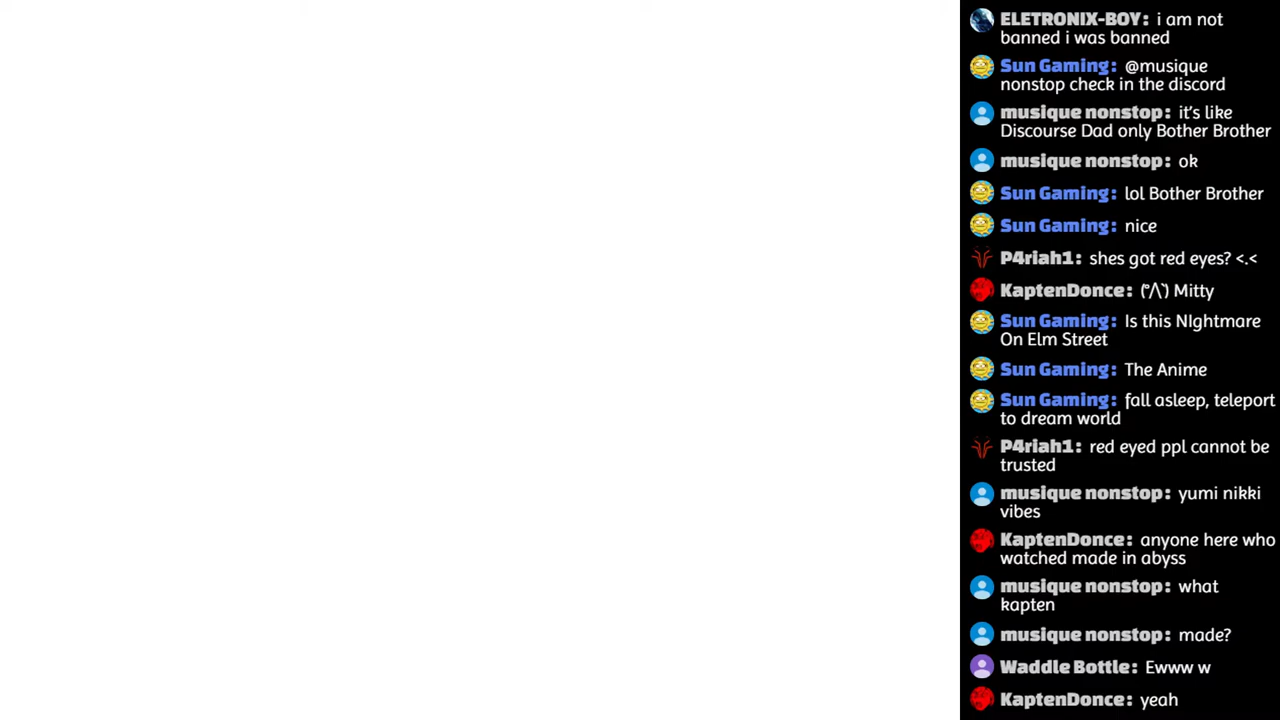 ELETRONIX-BOY: i am not
banned i was banned
Sun Gaming: @musique
nonstop check in the discord
musique nonstop: it's like
Discourse Dad only Bother Brother
musique nonstop: ok
Sun Gaming: lol Bother Brother
Sun Gaming: nice
P4riah1: shes got red eyes? <.<
KaptenDonce: (°/\`) Mitty
Sun Gaming: Is this NIghtmare
On Elm Street
Sun Gaming: The Anime
Sun Gaming: fall asleep, teleport
to dream world
P4riah1: red eyed ppl cannot be
trusted
musique nonstop: yumi nikki
vibes
KaptenDonce: anyone here who
watched made in abyss
musique nonstop: what
kapten
musique nonstop: made?
Waddle Bottle: Ewww w
KaptenDonce: yeah